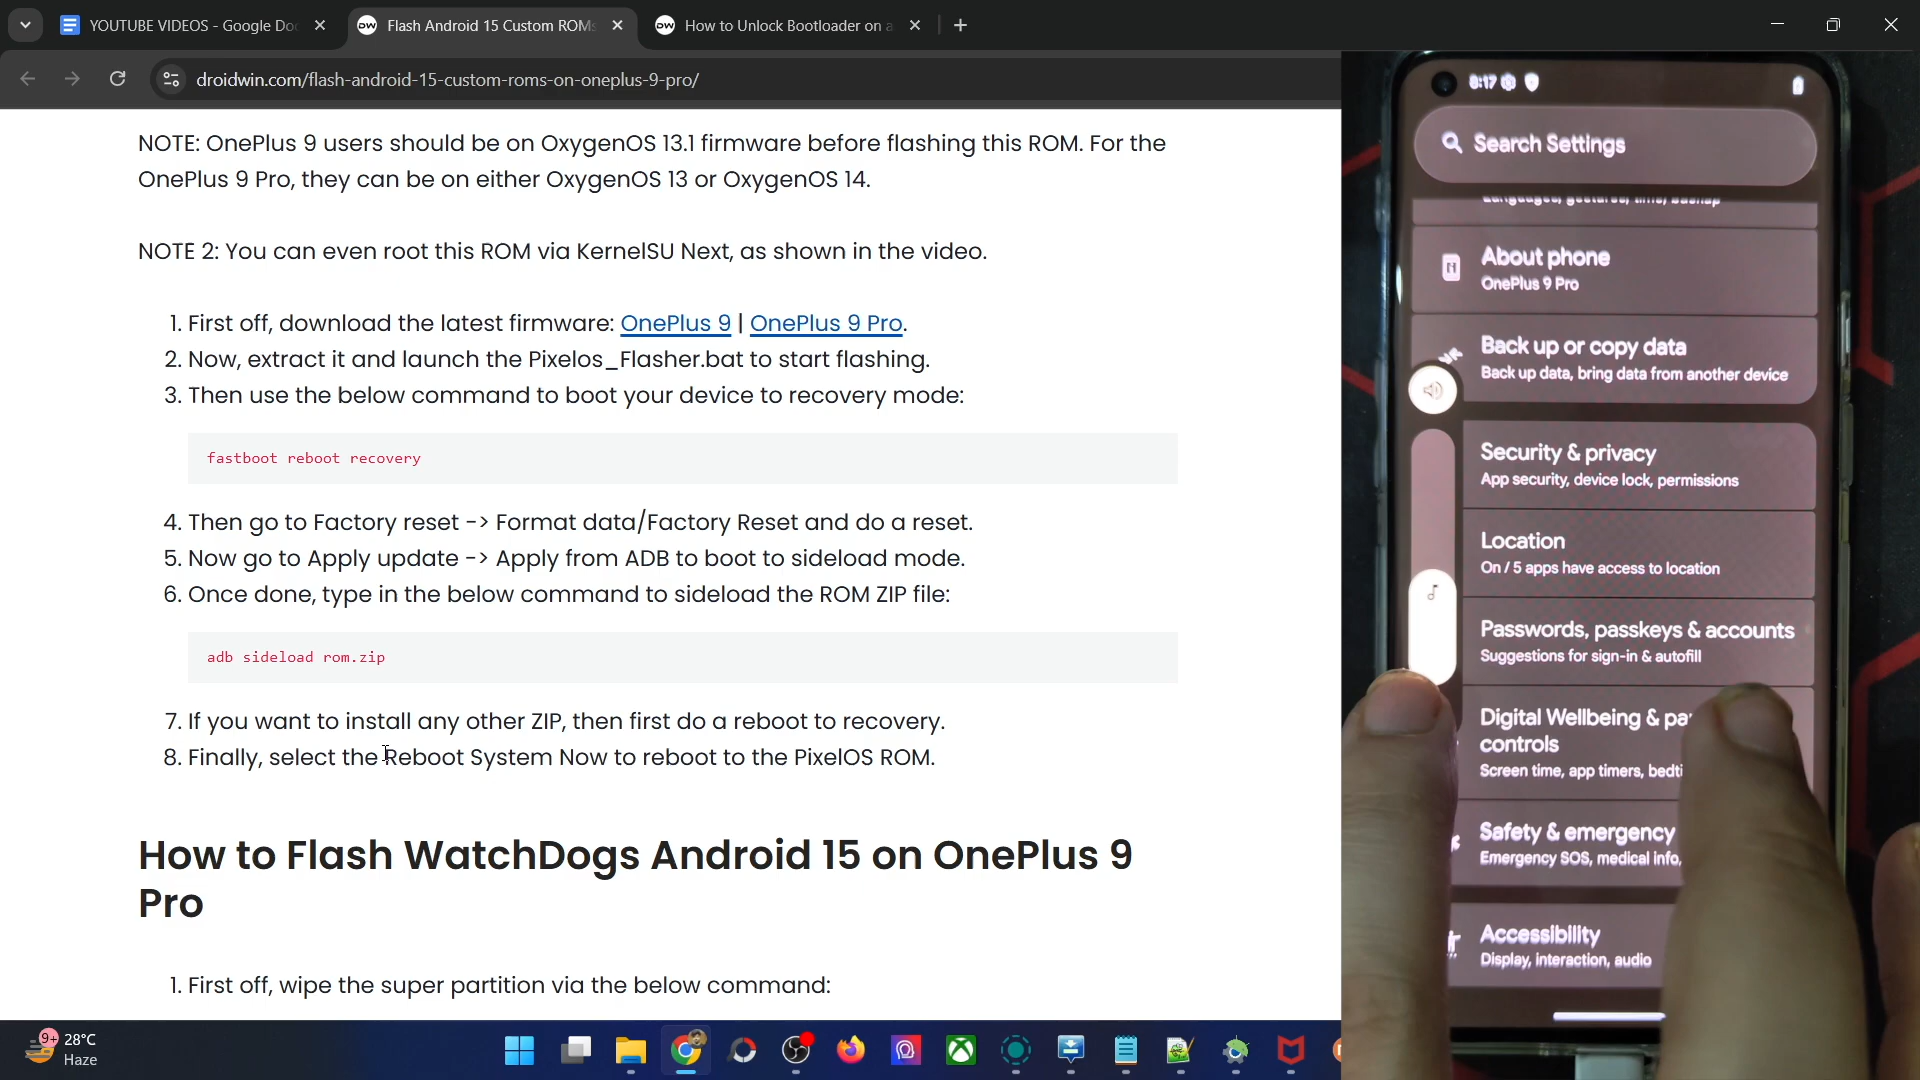 YOUTUBE VIDEOS - Google Do
Flash Android 15 Custom ROMs
How to Unlock Bootloader on a
droidwin.com/flash-android-15-custom-roms-on-oneplus-9-pro/
NOTE: OnePlus 9 users should be on OxygenOS 13.1 firmware before flashing this ROM. For the
OnePlus 9 Pro, they can be on either OxygenOS 13 or OxygenOS 14.
NOTE 2: You can even root this ROM via KernelSU Next, as shown in the video.
1. First off, download the latest firmware: OnePlus 9 | OnePlus 9 Pro.
2. Now, extract it and launch the Pixelos_Flasher.bat to start flashing.
3. Then use the below command to boot your device to recovery mode:
fastboot reboot recovery
4. Then go to Factory reset -> Format data/Factory Reset and do a reset.
5. Now go to Apply update -> Apply from ADB to boot to sideload mode.
6. Once done, type in the below command to sideload the ROM ZIP file:
adb sideload rom.zip
7. If you want to install any other ZIP, then first do a reboot to recovery.
8. Finally, select the Reboot System Now to reboot to the PixelOS ROM.
How to Flash WatchDogs Android 15 on OnePlus 9
Pro
1. First off, wipe the super partition via the below command:
9+
28°C
Haze
8:17
Search Settings
Languages, gestures, time, backup
About phone
OnePlus 9 Pro
Back up or copy data
Back up data, bring data from another device
Security & privacy
App security, device lock, permissions
Location
On / 5 apps have access to location
Passwords, passkeys & accounts
Suggestions for sign-in & autofill
Digital Wellbeing & pa
controls
Screen time, app timers, bedti
Safety & emergency
Emergency SOS, medical info,
Accessibility
Display, interaction, audio